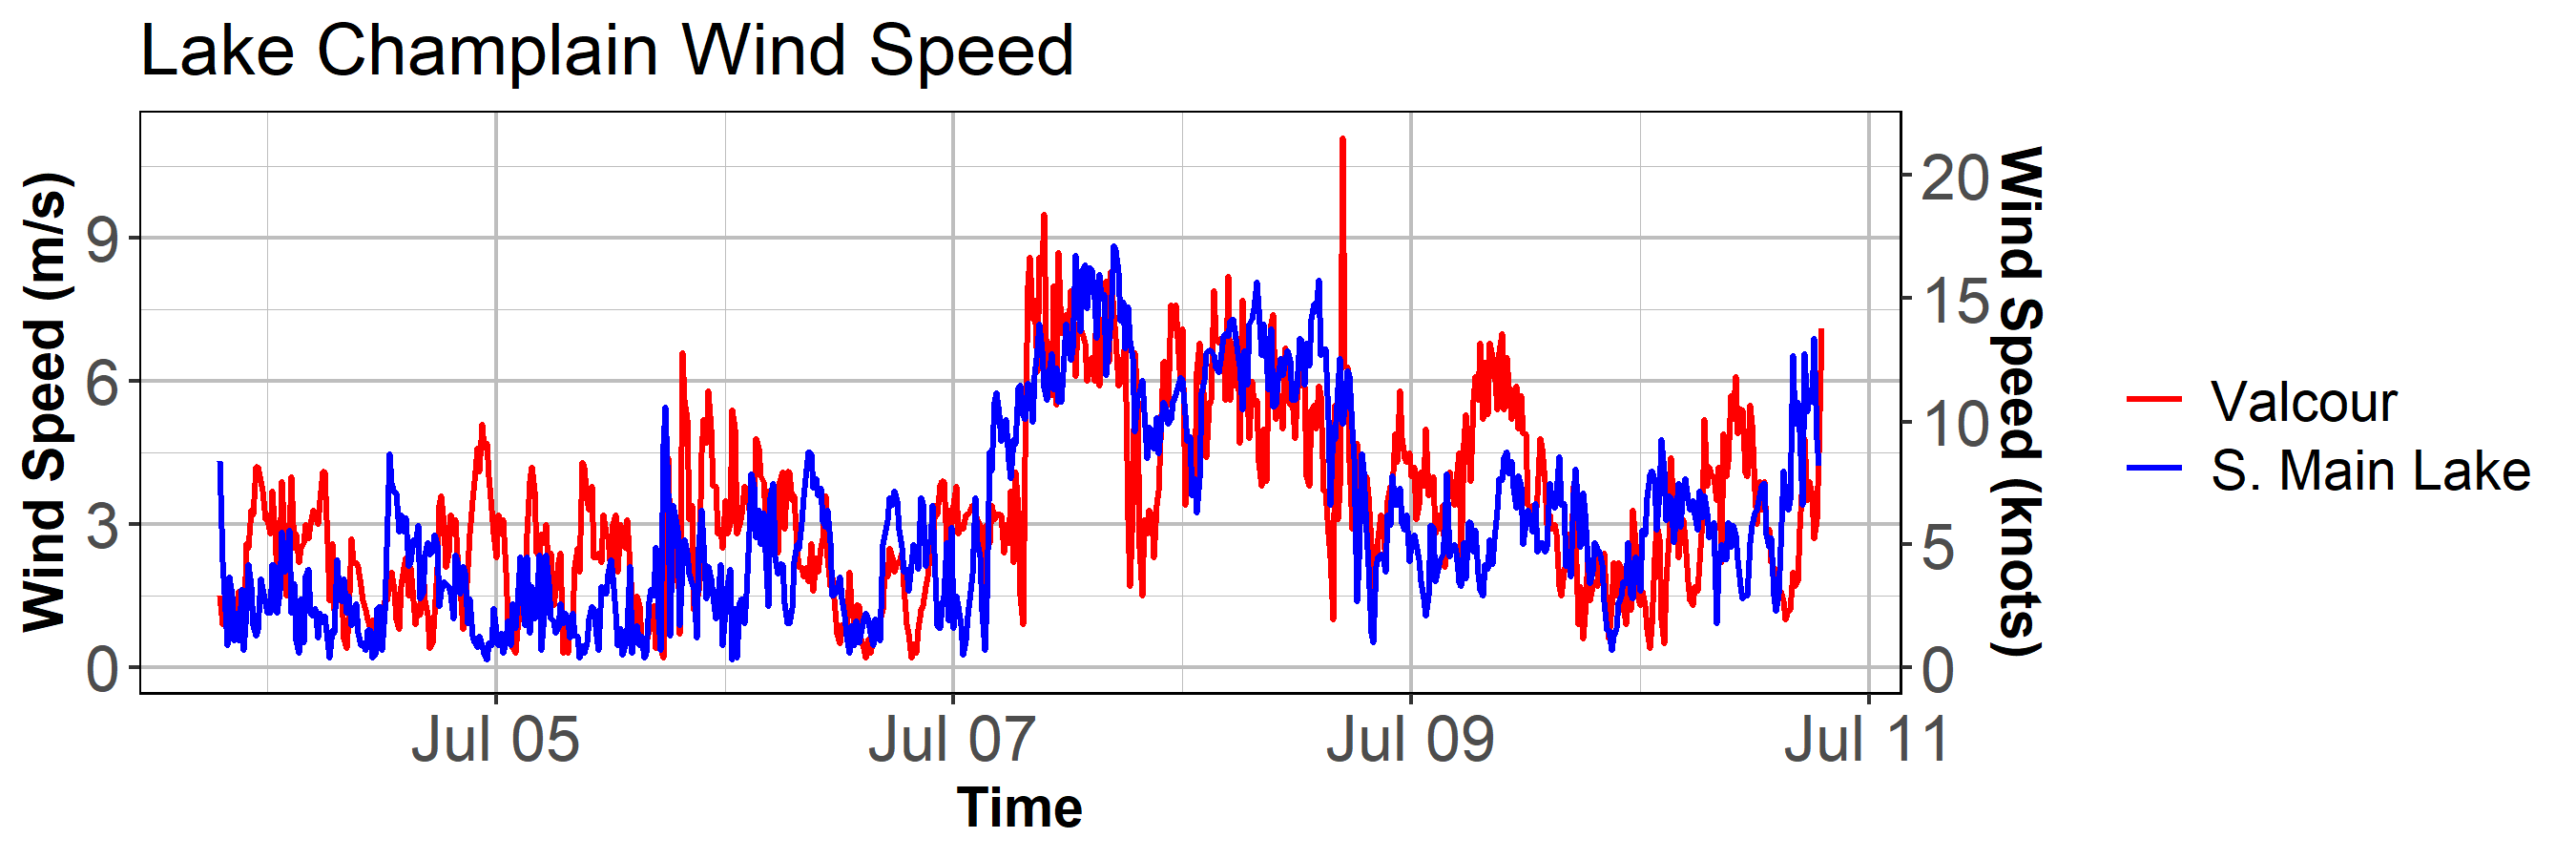 Lake Champlain Wind Speed
Wind Speed (m/s)
9
6
3
0
20
15
10
5
0
Wind Speed (knots)
Jul 05
Jul 07
Jul 09
Jul 11
Time
Valcour
S. Main Lake